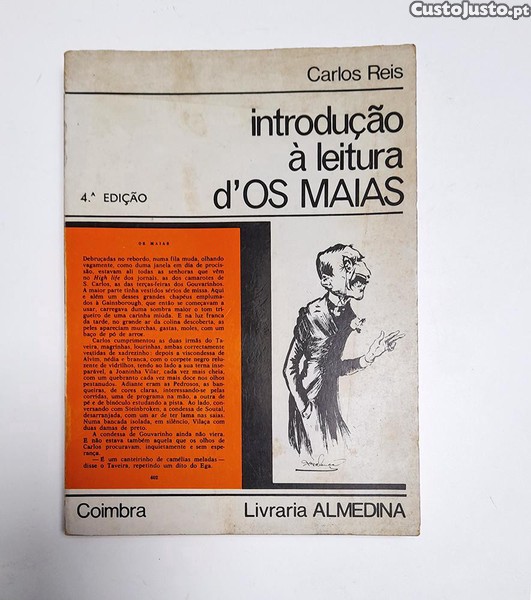 CustoJusto.pt
Carlos Reis
introdução
à leitura
d'OS MAIAS
4.ª EDIÇÃO
OS MAIAS
Debruçadas no rebordo, numa fila muda, olhando
vagamente, como duma janela em dia de procis-
são, estavam ali todas as senhoras que vêm
no High life dos jornais, as dos camarotes de
S. Carlos, as das terças-feiras dos Gouvarinhos.
A maior parte tinha vestidos sérios de missa. Aqui
e além um desses grandes chapéus empluma-
dos à Gainsborough, que então se começavam a
usar, carregava duma sombra maior o tom tri-
gueiro de uma carinha miúda. E na luz franca
da tarde, no grande ar da colina descoberta, as
peles apareciam murchas, gastas, moles, com um
baço de pó de arroz.
Carlos cumprimentou as duas irmãs do Ta-
veira, magrinhas, lourinhas, ambas correctamente
vestidas de xadrezinho: depois a viscondessa de
Alvim, nédia e branca, com o corpete negro relu-
zente de vidrilhos, tendo ao lado a sua terna inse-
parável, a Joaninha Vilar, cada vez mais cheia,
com um quebranto cada vez mais doce nos olhos
pestanudos. Adiante eram as Pedrosos, as ban-
queiras, de cores claras, interessando-se pelas
corridas, uma de programa na mão, a outra de
pé e de binóculo estudando a pista. Ao lado, con-
versando com Steinbroken, a condessa de Soutal,
desarranjada, com um ar de ter lama nas saias.
Numa bancada isolada, em silêncio, Vilaça com
duas damas de preto.
A condessa de Gouvarinho ainda não viera.
E não estava também aquela que os olhos de
Carlos procuravam, inquietamente e sem espe-
rança.
— É um canteirinho de camélias meladas —
disse o Taveira, repetindo um dito do Ega.
402
Coimbra
Livraria ALMEDINA